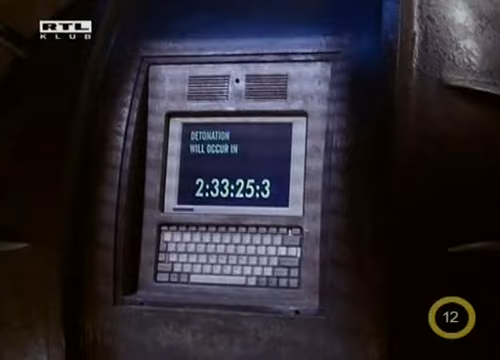 RTL
KLUB
DETONATION
WILL OCCUR IN
2:33:25:3
12